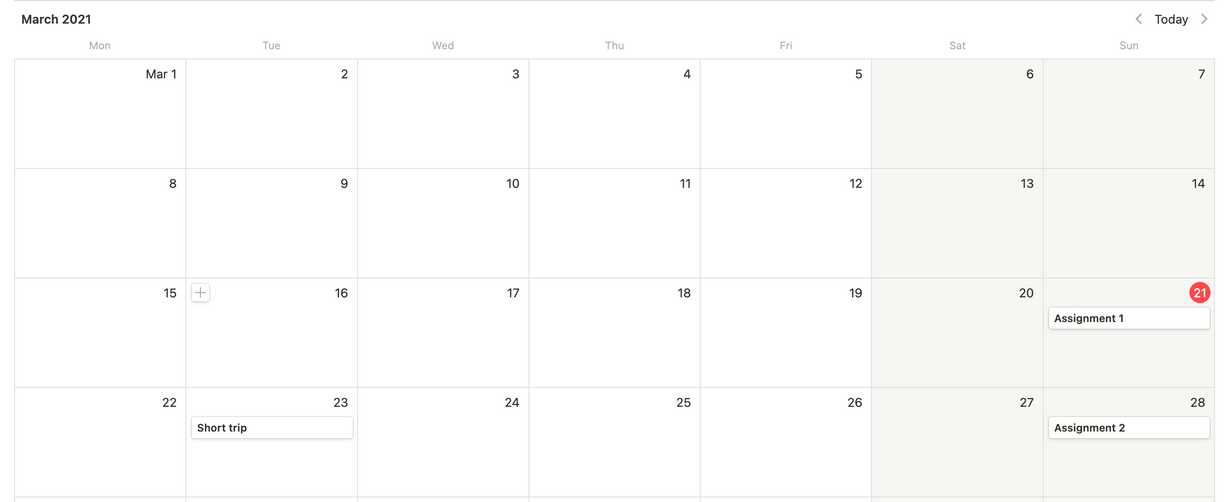 March 2021
Today
Mon Tue Wed Thu Fri Sat Sun
Mar 1 2 3 4 5 6 7
8 9 10 11 12 13 14
15 16 17 18 19 20 21
Assignment 1
22 23 24 25 26 27 28
Short trip
Assignment 2